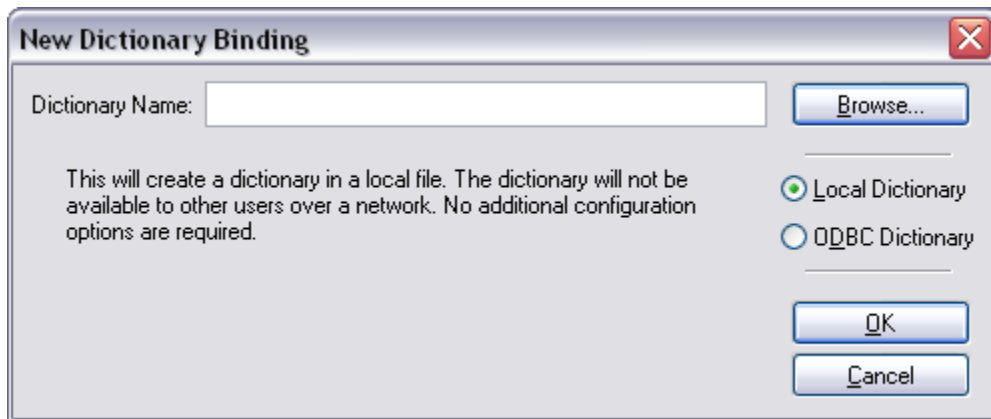 New Dictionary Binding
Dictionary Name:
Browse...
This will create a dictionary in a local file. The dictionary will not be
available to other users over a network. No additional configuration
options are required.
Local Dictionary
ODBC Dictionary
OK
Cancel